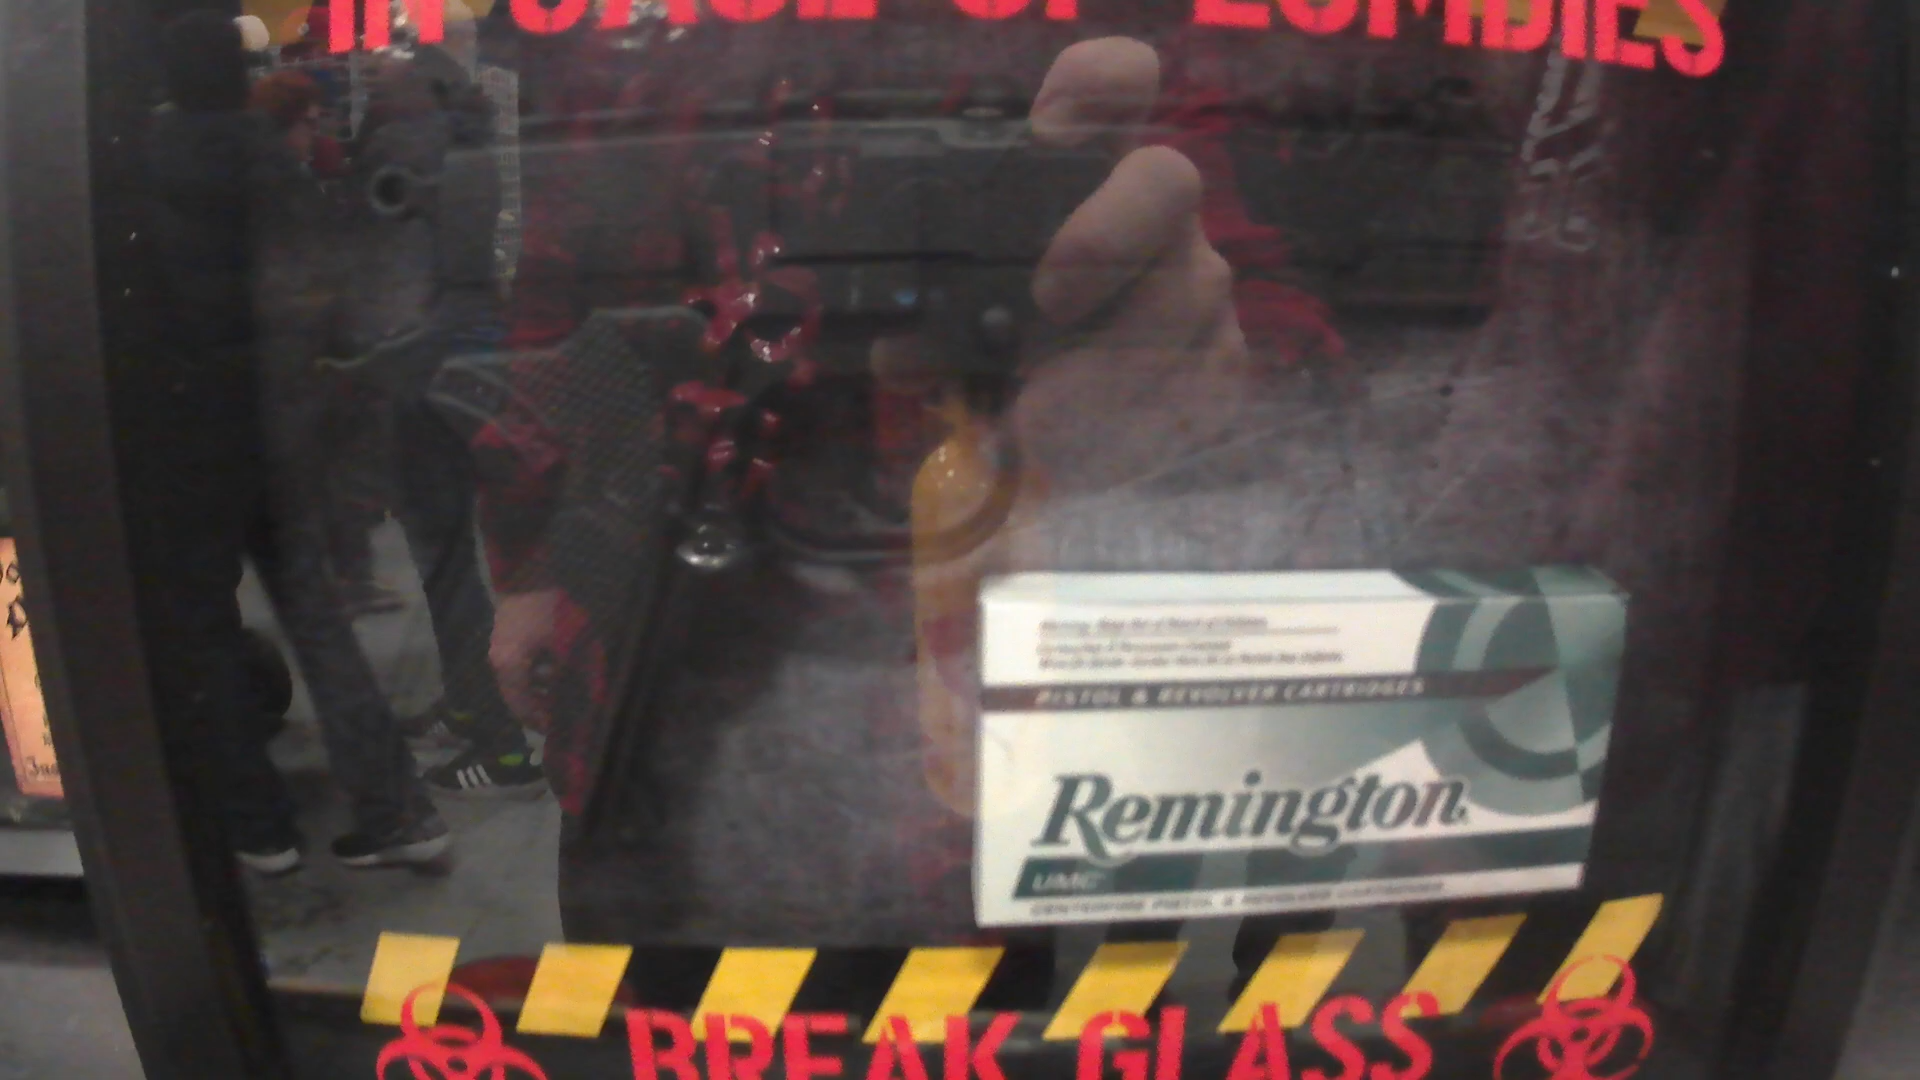 IN CASE OF ZOMBIES
PISTOL & REVOLVER CARTRIDGES
Remington
UMC
CENTERFIRE PISTOL & REVOLVER CARTRIDGES
BREAK GLASS